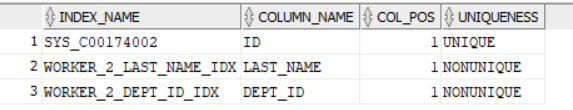 INDEX_NAME COLUMN_NAME COL_POS UNIQUENESS
1 SYS_C00174002 ID 1 UNIQUE
2 WORKER_2_LAST_NAME_IDX LAST_NAME 1 NONUNIQUE
3 WORKER_2_DEPT_ID_IDX DEPT_ID 1 NONUNIQUE